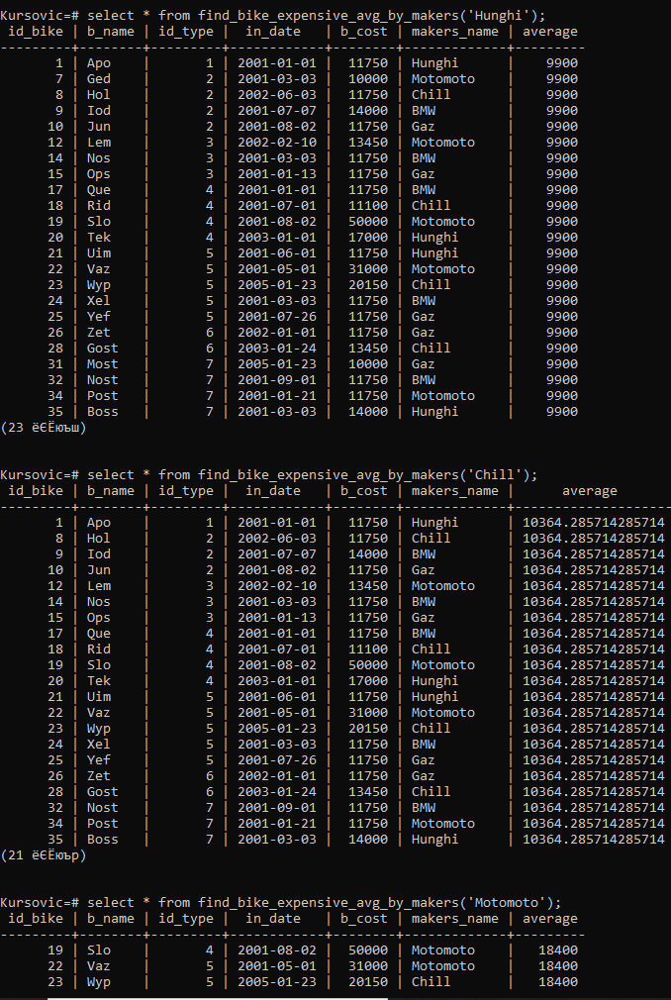 Kursovic=# select * from find_bike_expensive_avg_by_makers('Hunghi');
 id_bike | b_name | id_type |  in_date   | b_cost | makers_name | average
---------+--------+---------+------------+--------+-------------+---------
       1 | Apo    |       1 | 2001-01-01 |  11750 | Hunghi      |    9900
       7 | Ged    |       2 | 2001-03-03 |  10000 | Motomoto    |    9900
       8 | Hol    |       2 | 2002-06-03 |  11750 | Chill       |    9900
       9 | Iod    |       2 | 2001-07-07 |  14000 | BMW         |    9900
      10 | Jun    |       2 | 2001-08-02 |  11750 | Gaz         |    9900
      12 | Lem    |       3 | 2002-02-10 |  13450 | Motomoto    |    9900
      14 | Nos    |       3 | 2001-03-03 |  11750 | BMW         |    9900
      15 | Ops    |       3 | 2001-01-13 |  11750 | Gaz         |    9900
      17 | Que    |       4 | 2001-01-01 |  11750 | BMW         |    9900
      18 | Rid    |       4 | 2001-07-01 |  11100 | Chill       |    9900
      19 | Slo    |       4 | 2001-08-02 |  50000 | Motomoto    |    9900
      20 | Tek    |       4 | 2003-01-01 |  17000 | Hunghi      |    9900
      21 | Uim    |       5 | 2001-06-01 |  11750 | Hunghi      |    9900
      22 | Vaz    |       5 | 2001-05-01 |  31000 | Motomoto    |    9900
      23 | Wyp    |       5 | 2005-01-23 |  20150 | Chill       |    9900
      24 | Xel    |       5 | 2001-03-03 |  11750 | BMW         |    9900
      25 | Yef    |       5 | 2001-07-26 |  11750 | Gaz         |    9900
      26 | Zet    |       6 | 2002-01-01 |  11750 | Gaz         |    9900
      28 | Gost   |       6 | 2003-01-24 |  13450 | Chill       |    9900
      31 | Most   |       7 | 2005-01-23 |  10000 | Gaz         |    9900
      32 | Nost   |       7 | 2001-09-01 |  11750 | BMW         |    9900
      34 | Post   |       7 | 2001-01-21 |  11750 | Motomoto    |    9900
      35 | Boss   |       7 | 2001-03-03 |  14000 | Hunghi      |    9900
(23 ёЄЁюъш)
Kursovic=# select * from find_bike_expensive_avg_by_makers('Chill');
 id_bike | b_name | id_type |  in_date   | b_cost | makers_name |     average
---------+--------+---------+------------+--------+-------------+--------------------
       1 | Apo    |       1 | 2001-01-01 |  11750 | Hunghi      | 10364.285714285714
       8 | Hol    |       2 | 2002-06-03 |  11750 | Chill       | 10364.285714285714
       9 | Iod    |       2 | 2001-07-07 |  14000 | BMW         | 10364.285714285714
      10 | Jun    |       2 | 2001-08-02 |  11750 | Gaz         | 10364.285714285714
      12 | Lem    |       3 | 2002-02-10 |  13450 | Motomoto    | 10364.285714285714
      14 | Nos    |       3 | 2001-03-03 |  11750 | BMW         | 10364.285714285714
      15 | Ops    |       3 | 2001-01-13 |  11750 | Gaz         | 10364.285714285714
      17 | Que    |       4 | 2001-01-01 |  11750 | BMW         | 10364.285714285714
      18 | Rid    |       4 | 2001-07-01 |  11100 | Chill       | 10364.285714285714
      19 | Slo    |       4 | 2001-08-02 |  50000 | Motomoto    | 10364.285714285714
      20 | Tek    |       4 | 2003-01-01 |  17000 | Hunghi      | 10364.285714285714
      21 | Uim    |       5 | 2001-06-01 |  11750 | Hunghi      | 10364.285714285714
      22 | Vaz    |       5 | 2001-05-01 |  31000 | Motomoto    | 10364.285714285714
      23 | Wyp    |       5 | 2005-01-23 |  20150 | Chill       | 10364.285714285714
      24 | Xel    |       5 | 2001-03-03 |  11750 | BMW         | 10364.285714285714
      25 | Yef    |       5 | 2001-07-26 |  11750 | Gaz         | 10364.285714285714
      26 | Zet    |       6 | 2002-01-01 |  11750 | Gaz         | 10364.285714285714
      28 | Gost   |       6 | 2003-01-24 |  13450 | Chill       | 10364.285714285714
      32 | Nost   |       7 | 2001-09-01 |  11750 | BMW         | 10364.285714285714
      34 | Post   |       7 | 2001-01-21 |  11750 | Motomoto    | 10364.285714285714
      35 | Boss   |       7 | 2001-03-03 |  14000 | Hunghi      | 10364.285714285714
(21 ёЄЁюър)
Kursovic=# select * from find_bike_expensive_avg_by_makers('Motomoto');
 id_bike | b_name | id_type |  in_date   | b_cost | makers_name | average
---------+--------+---------+------------+--------+-------------+---------
      19 | Slo    |       4 | 2001-08-02 |  50000 | Motomoto    |   18400
      22 | Vaz    |       5 | 2001-05-01 |  31000 | Motomoto    |   18400
      23 | Wyp    |       5 | 2005-01-23 |  20150 | Chill       |   18400